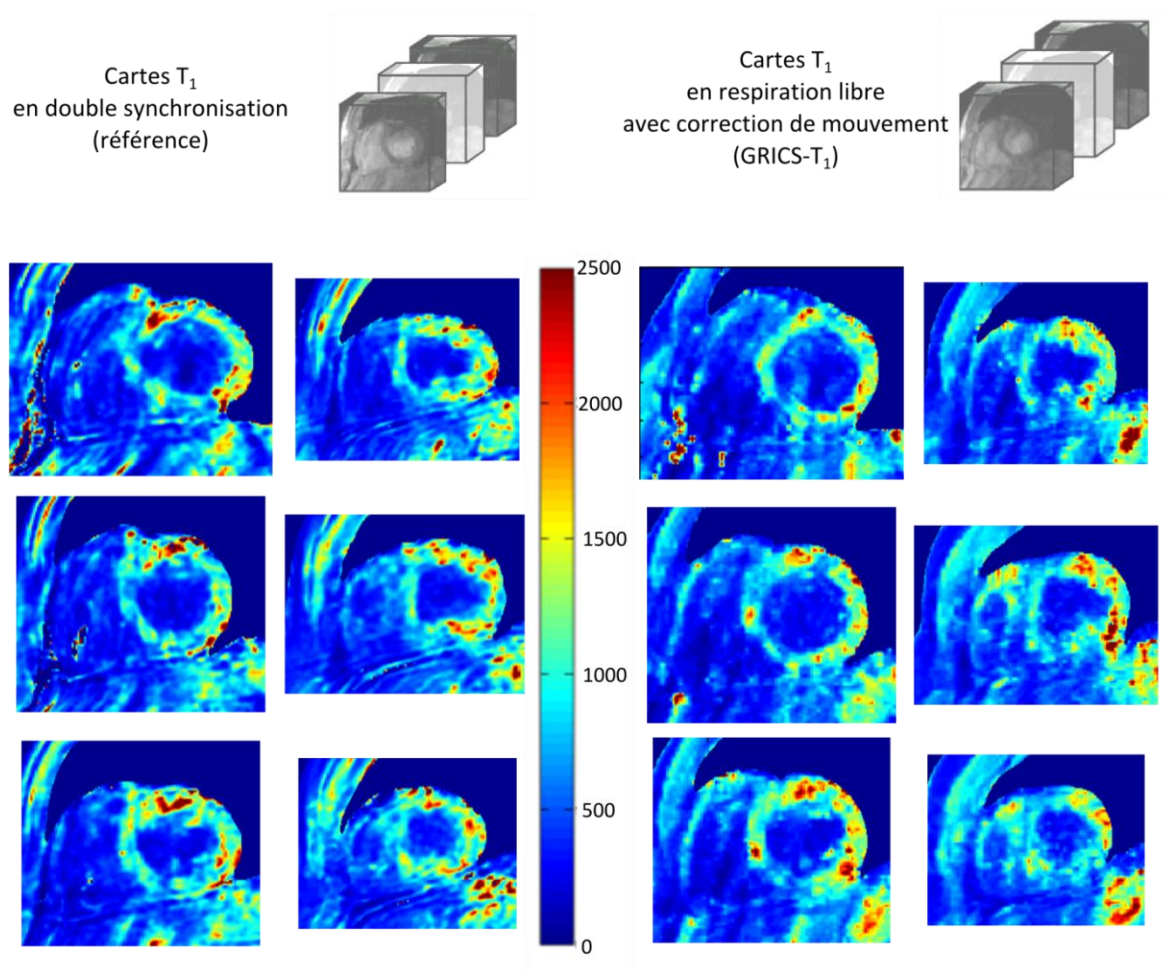 Cartes T1
en double synchronisation
(référence)
Cartes T1
en respiration libre
avec correction de mouvement
(GRICS-T1)
2500
2000
1500
1000
500
0